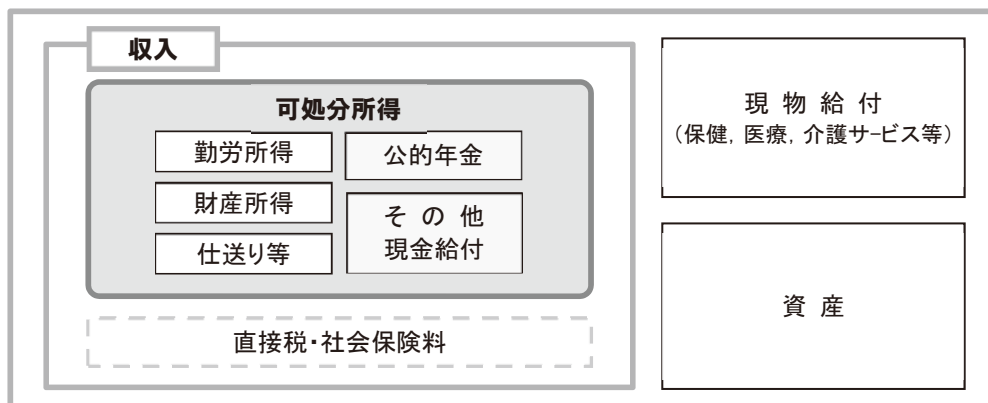 収入
可処分所得
勤労所得
公的年金
財産所得
その他
現金給付
仕送り等
直接税・社会保険料
現物給付
（保健，医療，介護サービス等）
資産